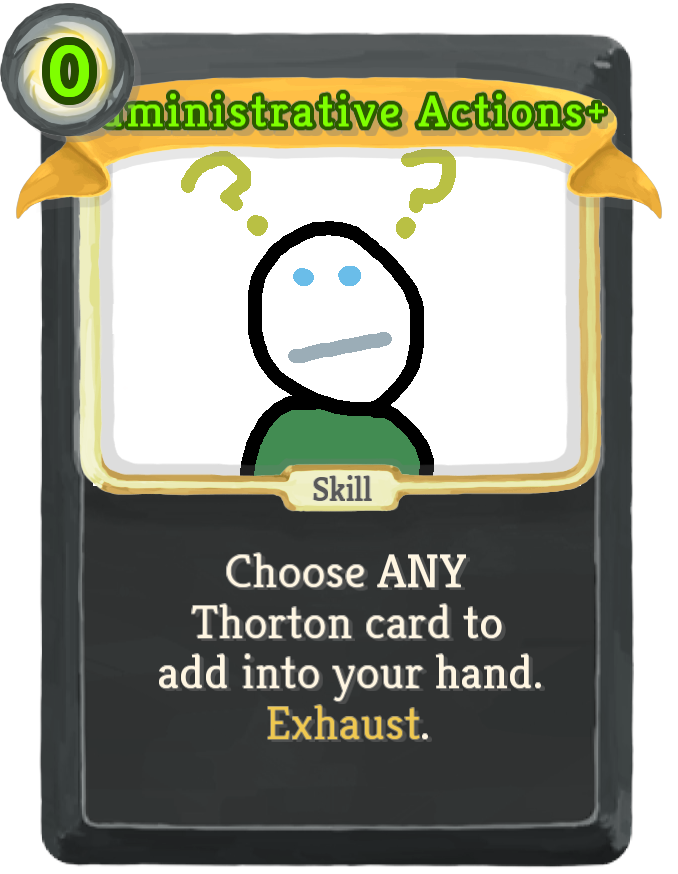 0
ministrative Actions+
Skill
Choose ANY
Thorton card to
add into your hand.
Exhaust.